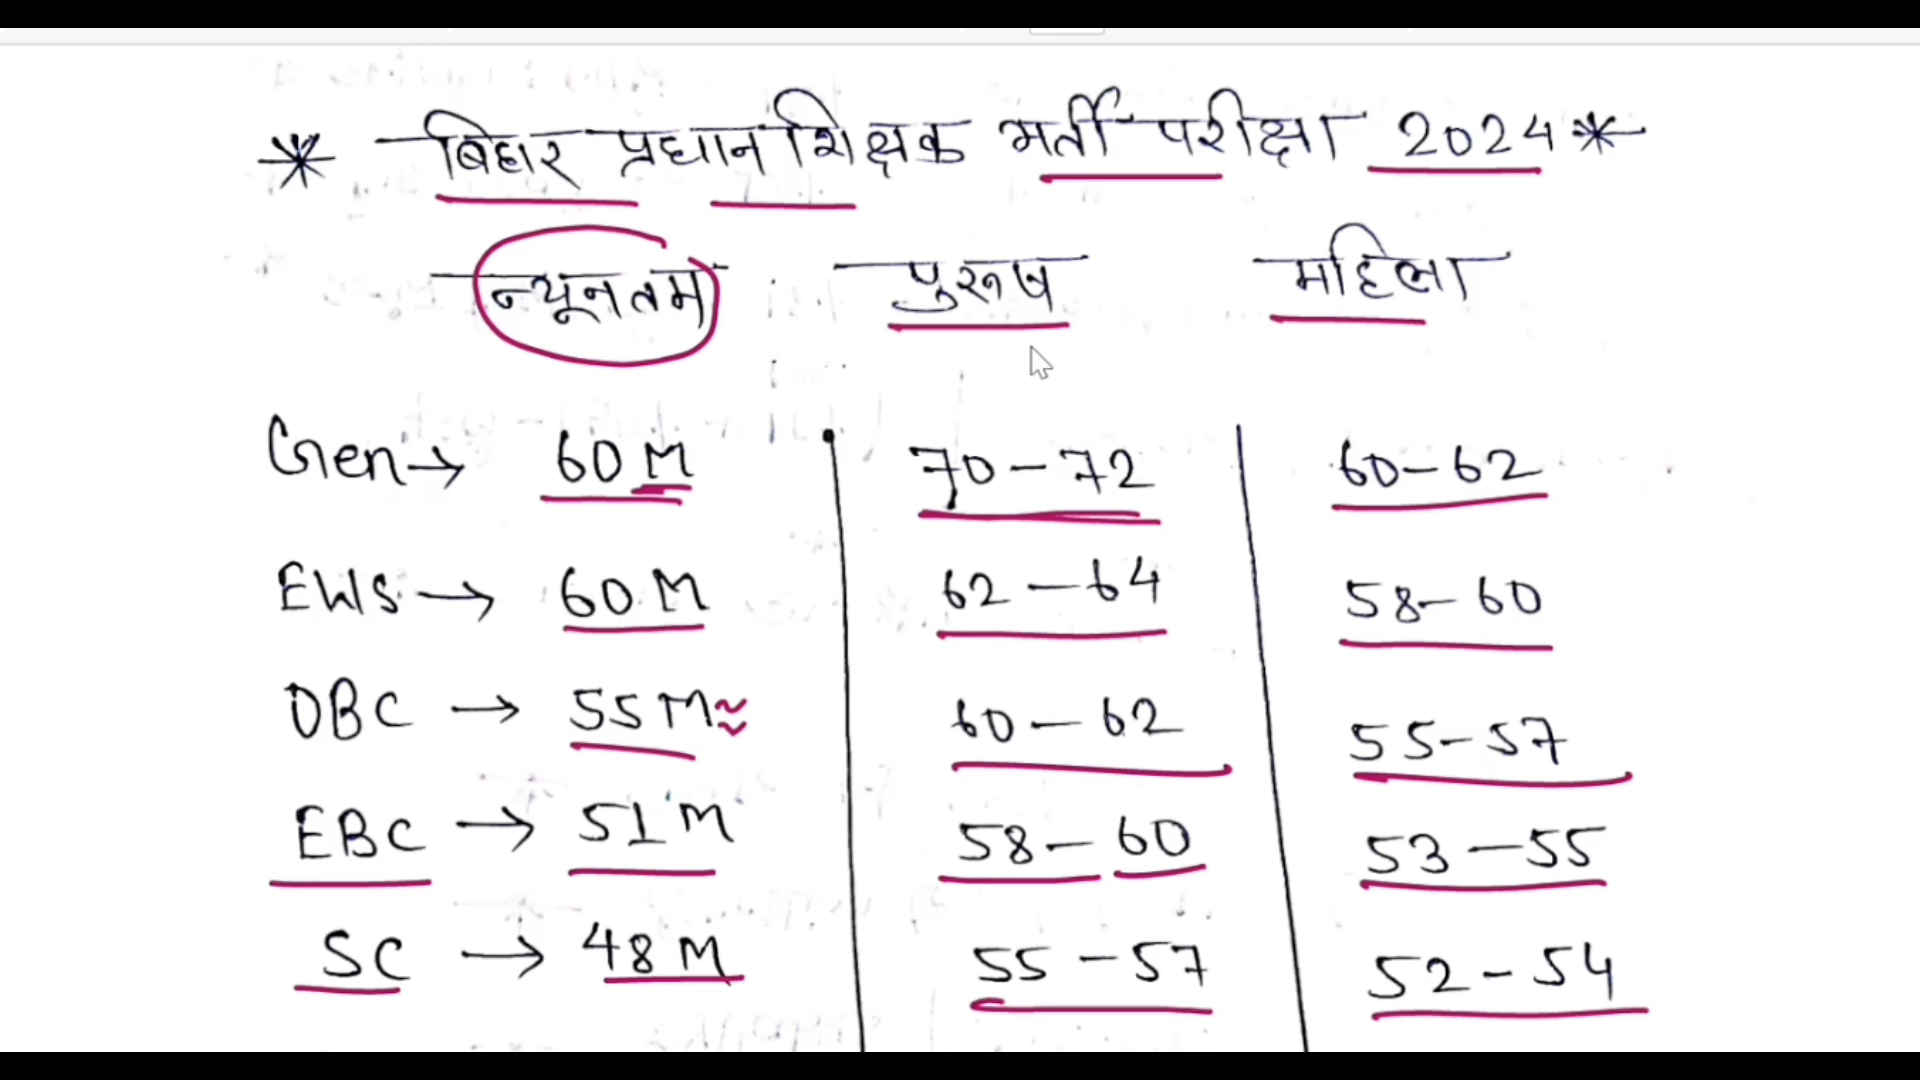 * बिहार प्रधान शिक्षक भर्ती परीक्षा 2024 *
न्यूनतम पुरूष महिला
Gen → 60 M 70 - 72 60 - 62
EWS → 60 M 62 - 64 58 - 60
OBC → 55 M 60 - 62 55 - 57
EBC → 51 M 58 - 60 53 - 55
SC → 48 M 55 - 57 52 - 54